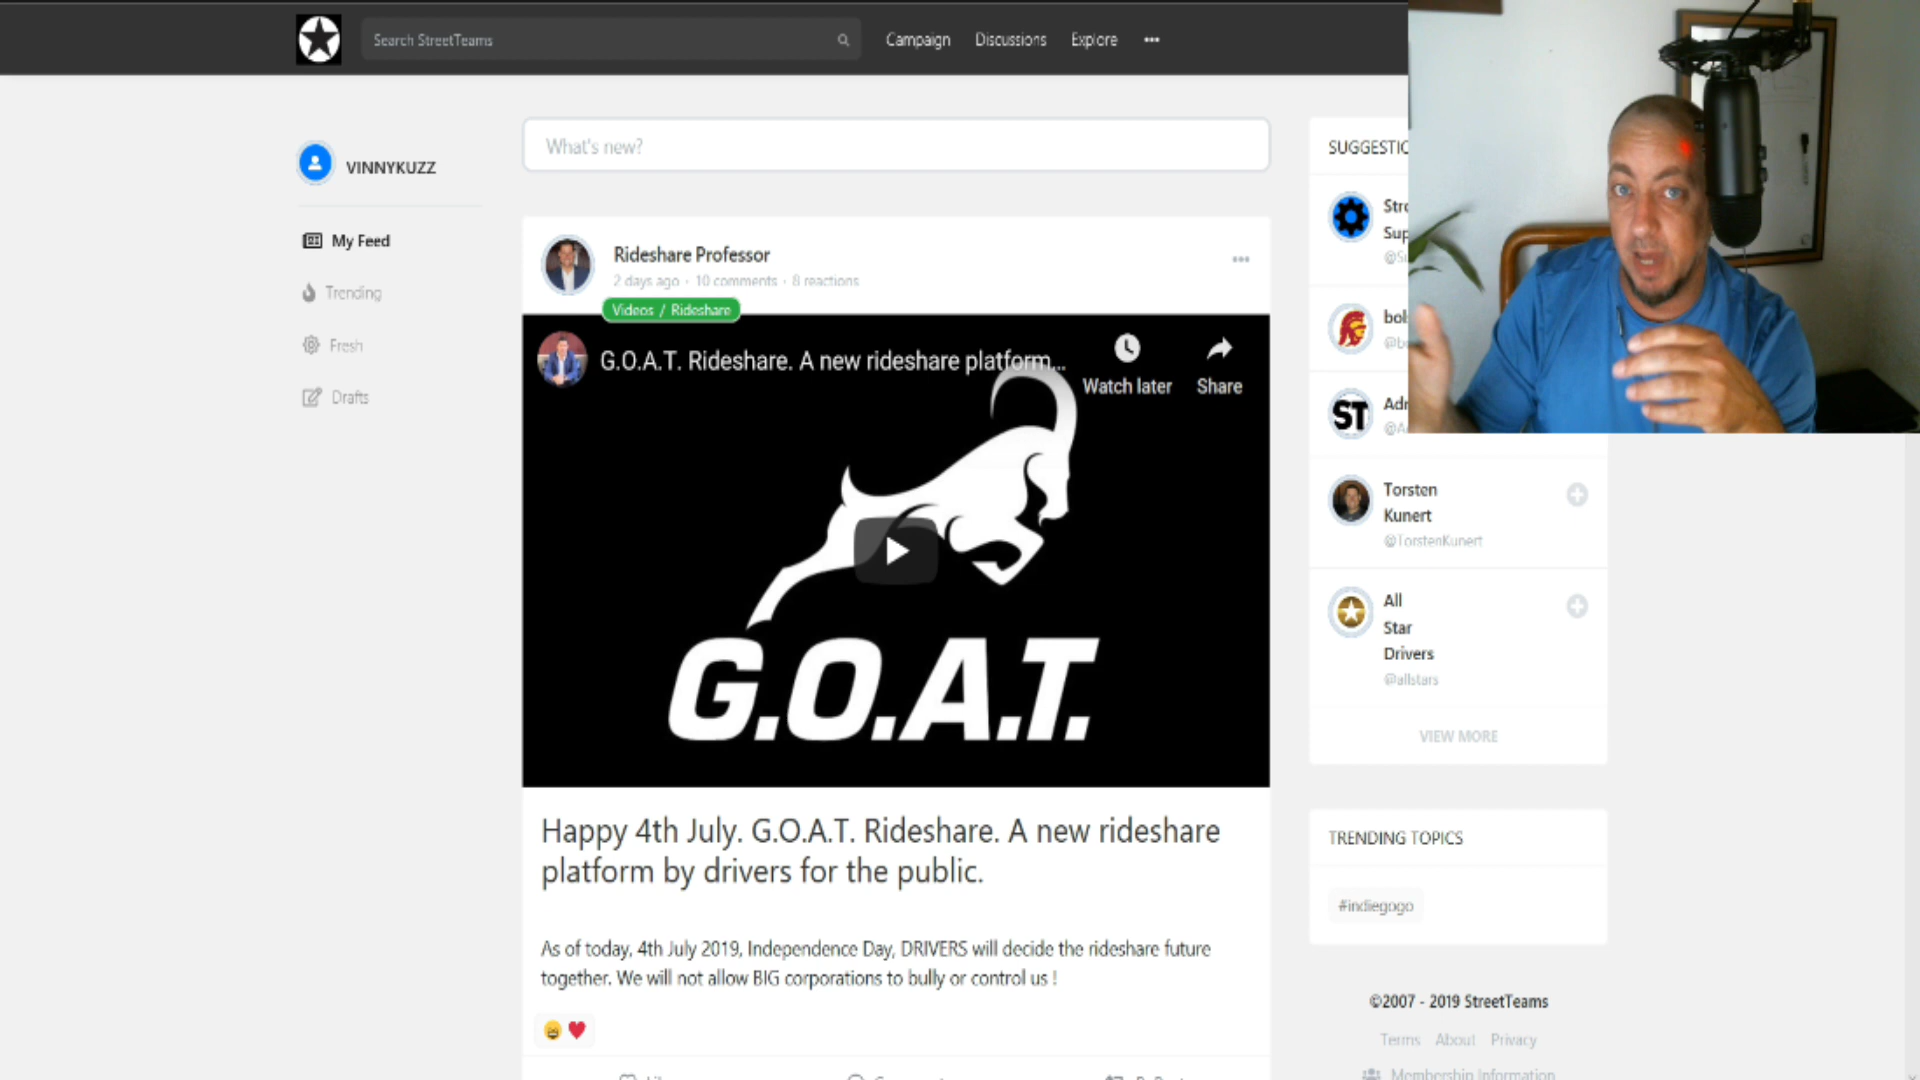 Search StreetTeams
Campaign
Discussions
Explore
VINNYKUZZ
My Feed
Trending
Fresh
Drafts
What's new?
Rideshare Professor
2 days ago · 10 comments · 8 reactions
Videos / Rideshare
G.O.A.T. Rideshare. A new rideshare platform...
Watch later
Share
G.O.A.T.
Happy 4th July. G.O.A.T. Rideshare. A new rideshare
platform by drivers for the public.
As of today, 4th July 2019, Independence Day, DRIVERS will decide the rideshare future
together. We will not allow BIG corporations to bully or control us !
ST
Torsten
Kunert
@TorstenKunert
All
Star
Drivers
@allstars
VIEW MORE
TRENDING TOPICS
#indiegogo
©2007 - 2019 StreetTeams
Terms About Privacy
Membership Information